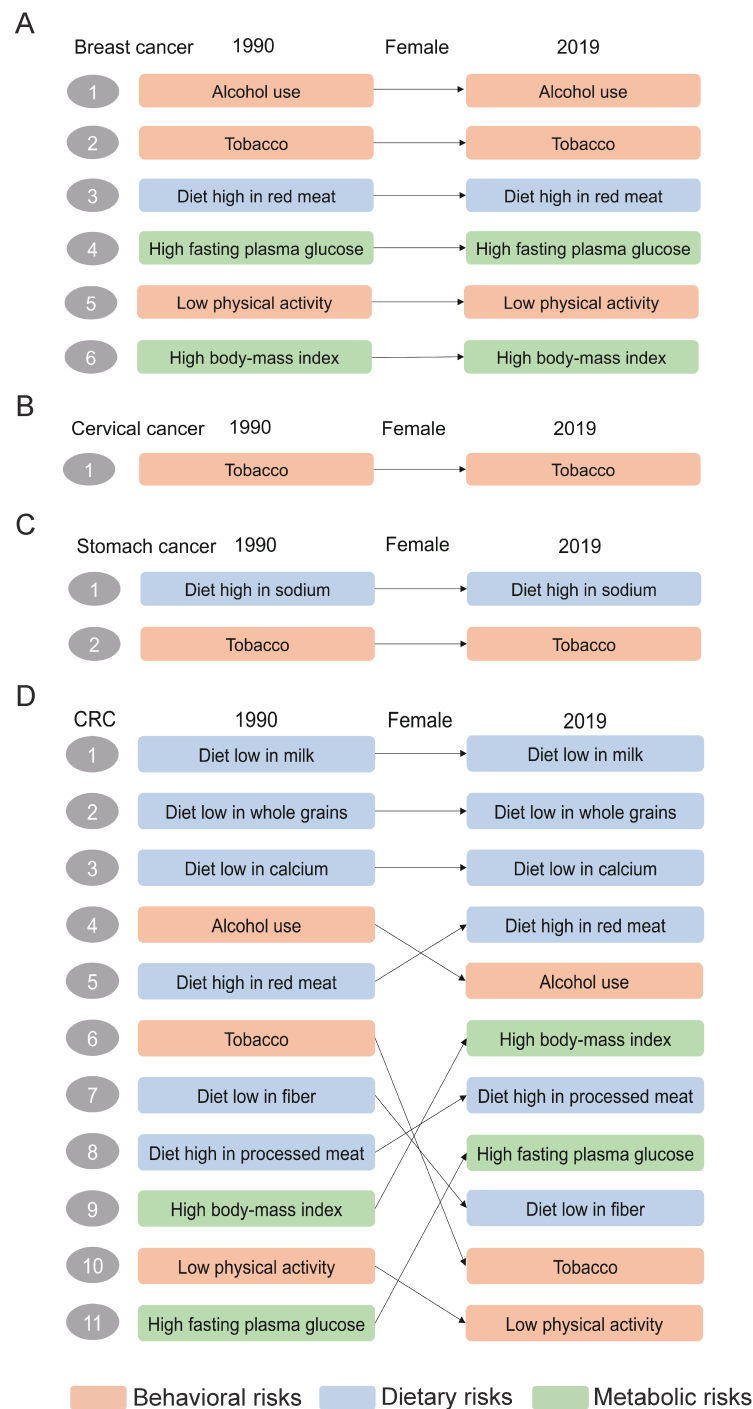 A
Breast cancer 1990 Female 2019
1 Alcohol use Alcohol use
2 Tobacco Tobacco
3 Diet high in red meat Diet high in red meat
4 High fasting plasma glucose High fasting plasma glucose
5 Low physical activity Low physical activity
6 High body-mass index High body-mass index
B
Cervical cancer 1990 Female 2019
1 Tobacco Tobacco
C
Stomach cancer 1990 Female 2019
1 Diet high in sodium Diet high in sodium
2 Tobacco Tobacco
D
CRC 1990 Female 2019
1 Diet low in milk Diet low in milk
2 Diet low in whole grains Diet low in whole grains
3 Diet low in calcium Diet low in calcium
4 Alcohol use Diet high in red meat
5 Diet high in red meat Alcohol use
6 Tobacco High body-mass index
7 Diet low in fiber Diet high in processed meat
8 Diet high in processed meat High fasting plasma glucose
9 High body-mass index Diet low in fiber
10 Low physical activity Tobacco
11 High fasting plasma glucose Low physical activity
Behavioral risks Dietary risks Metabolic risks